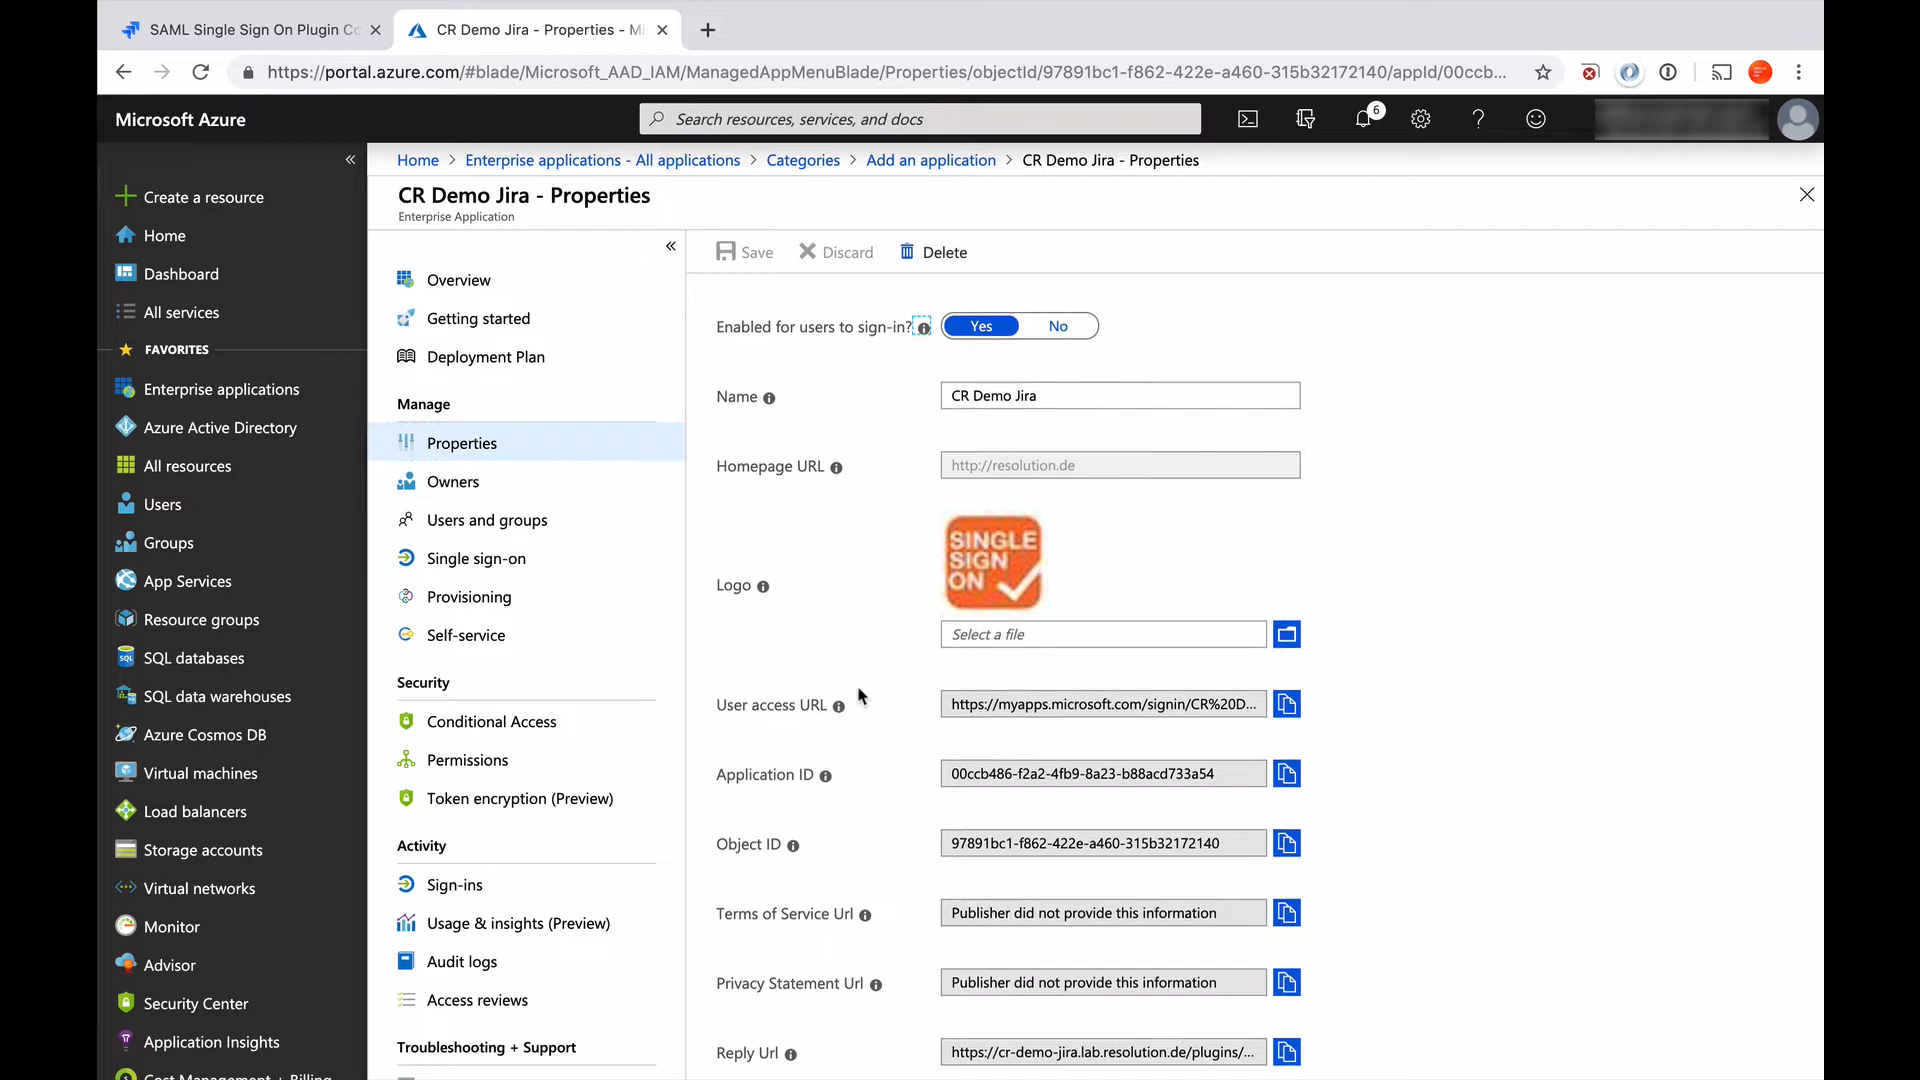 SAML Single Sign On Plugin Co
CR Demo Jira - Properties - Mi
https://portal.azure.com/#blade/Microsoft_AAD_IAM/ManagedAppMenuBlade/Properties/objectId/97891bc1-f862-422e-a460-315b32172140/appId/00ccb...
Microsoft Azure
Search resources, services, and docs
6
Home > Enterprise applications - All applications > Categories > Add an application > CR Demo Jira - Properties
CR Demo Jira - Properties
Enterprise Application
Create a resource
Home
Dashboard
All services
FAVORITES
Enterprise applications
Azure Active Directory
All resources
Users
Groups
App Services
Resource groups
SQL
SQL databases
SQL data warehouses
Azure Cosmos DB
Virtual machines
Load balancers
Storage accounts
Virtual networks
Monitor
Advisor
Security Center
Application Insights
Cost Management + Billing
Overview
Getting started
Deployment Plan
Manage
Properties
Owners
Users and groups
Single sign-on
Provisioning
Self-service
Security
Conditional Access
Permissions
Token encryption (Preview)
Activity
Sign-ins
Usage & insights (Preview)
Audit logs
Access reviews
Troubleshooting + Support
Save
Discard
Delete
Enabled for users to sign-in?
Yes
No
Name
CR Demo Jira
Homepage URL
http://resolution.de
Logo
SINGLE
SIGN
ON
Select a file
User access URL
https://myapps.microsoft.com/signin/CR%20D...
Application ID
00ccb486-f2a2-4fb9-8a23-b88acd733a54
Object ID
97891bc1-f862-422e-a460-315b32172140
Terms of Service Url
Publisher did not provide this information
Privacy Statement Url
Publisher did not provide this information
Reply Url
https://cr-demo-jira.lab.resolution.de/plugins/...